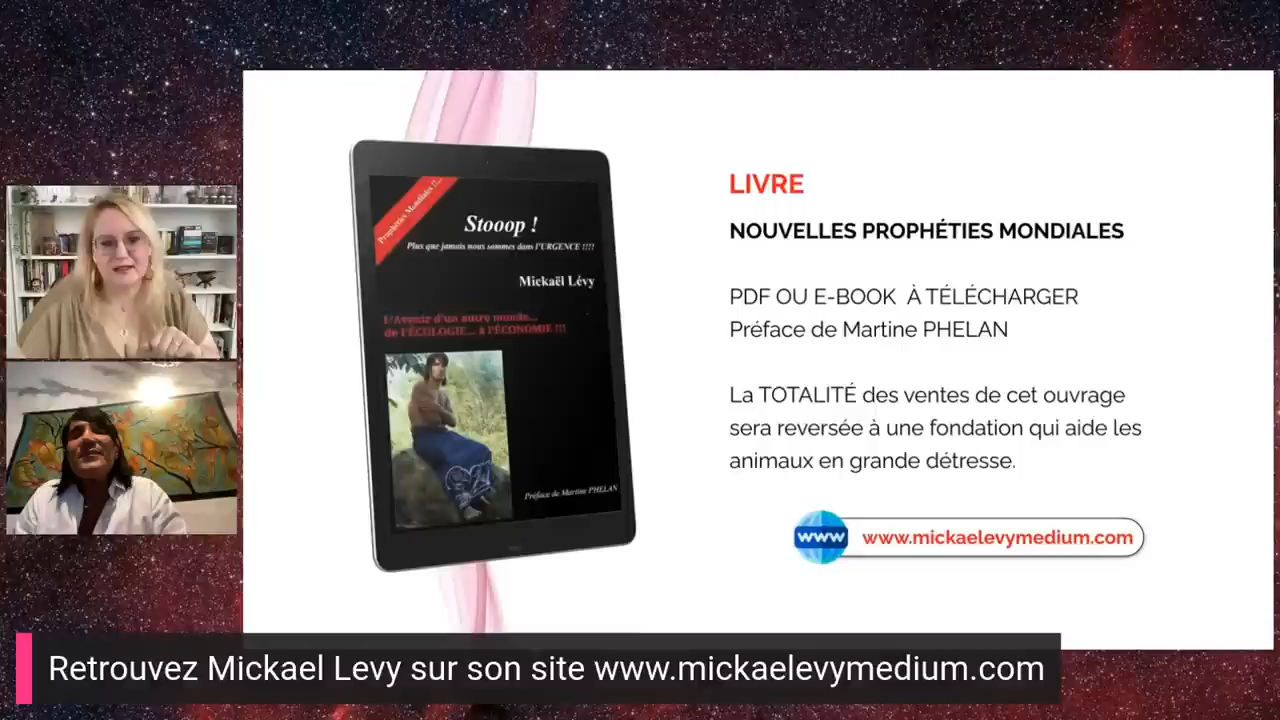 Prophéties Mondiales !!...
Stooop !
Plus que jamais nous sommes dans l'URGENCE !!!!
Mickaël Lévy
L'Avenir d'un autre monde...
de l'ÉCOLOGIE... à l'ÉCONOMIE !!!
Préface de Martine PHELAN
LIVRE
NOUVELLES PROPHÉTIES MONDIALES
PDF OU E-BOOK À TÉLÉCHARGER
Préface de Martine PHELAN
La TOTALITÉ des ventes de cet ouvrage
sera reversée à une fondation qui aide les
animaux en grande détresse.
www
www.mickaelevymedium.com
Retrouvez Mickael Levy sur son site www.mickaelevymedium.com